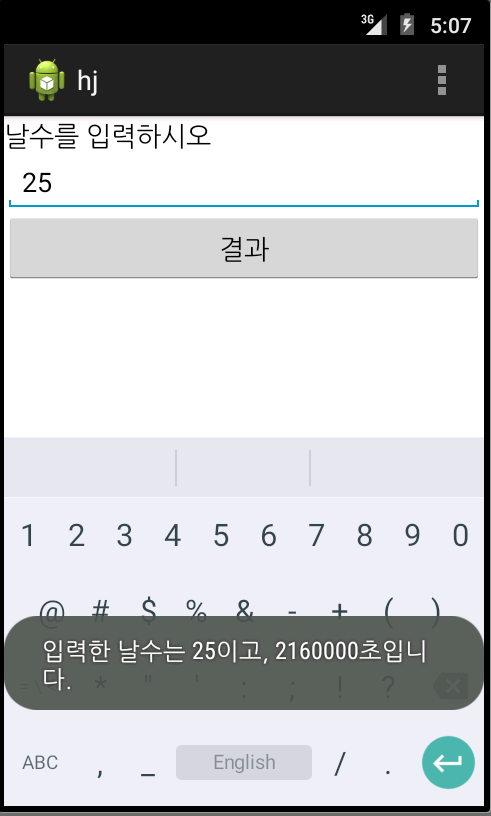 3G 5:07
hj
날수를 입력하시오
25
결과
1 2 3 4 5 6 7 8 9 0
@ # $ % & - + ( )
입력한 날수는 25이고, 2160000초입니
다.
* " ' : ; ! ?
ABC , _ English / .